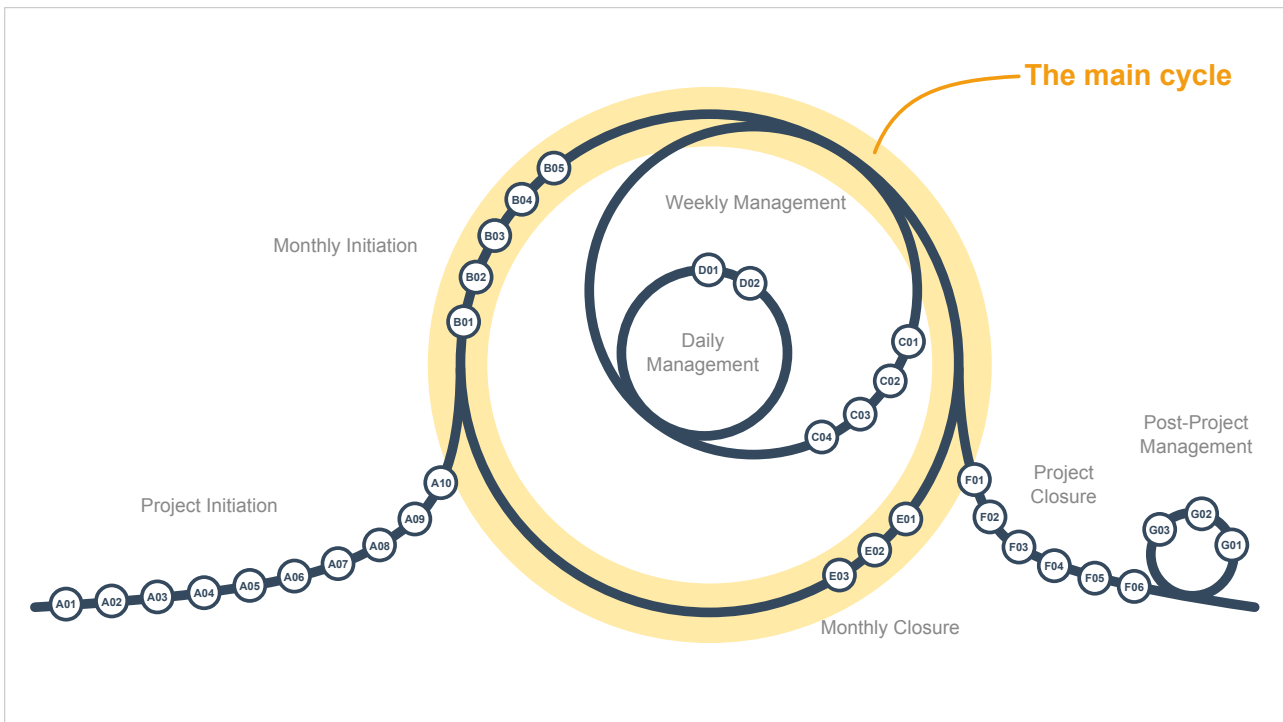 The main cycle
B05
B04
B03
B02
B01
Monthly Initiation
Weekly Management
D01
D02
Daily
Management
C01
C02
C03
C04
Project Initiation
A01
A02
A03
A04
A05
A06
A07
A08
A09
A10
E01
E02
E03
Monthly Closure
F01
F02
F03
F04
F05
F06
Project
Closure
Post-Project
Management
G03
G02
G01